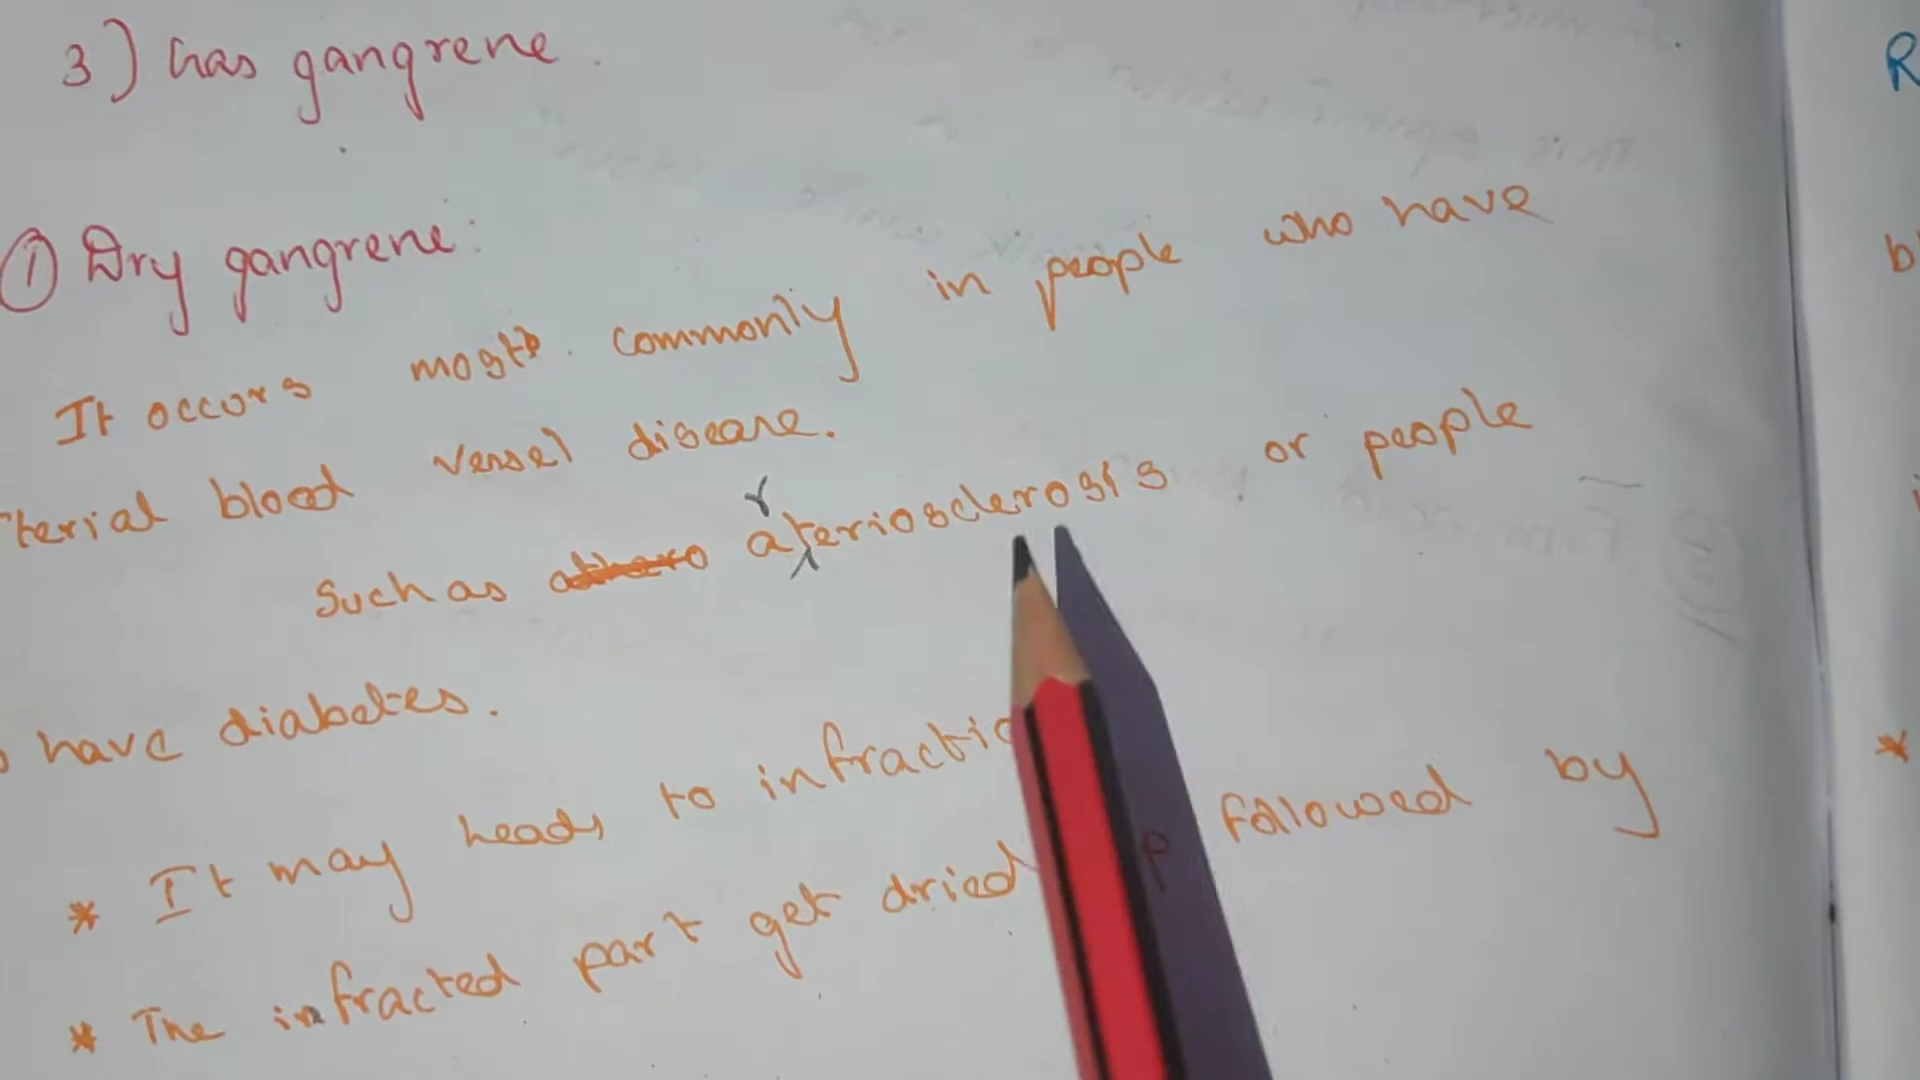 3) Gas gangrene.
① Dry gangrene:
It occurs most commonly in people who have
terial blood vessel disease.
Such as arteriosclerosis or people
have diabetes.
* It may leads to infractio
* The infracted part get dried p followed by
R
b
*